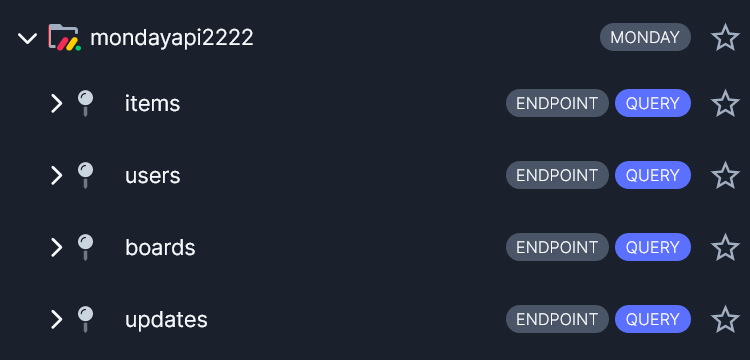 mondayapi2222 MONDAY
items ENDPOINT QUERY
users ENDPOINT QUERY
boards ENDPOINT QUERY
updates ENDPOINT QUERY